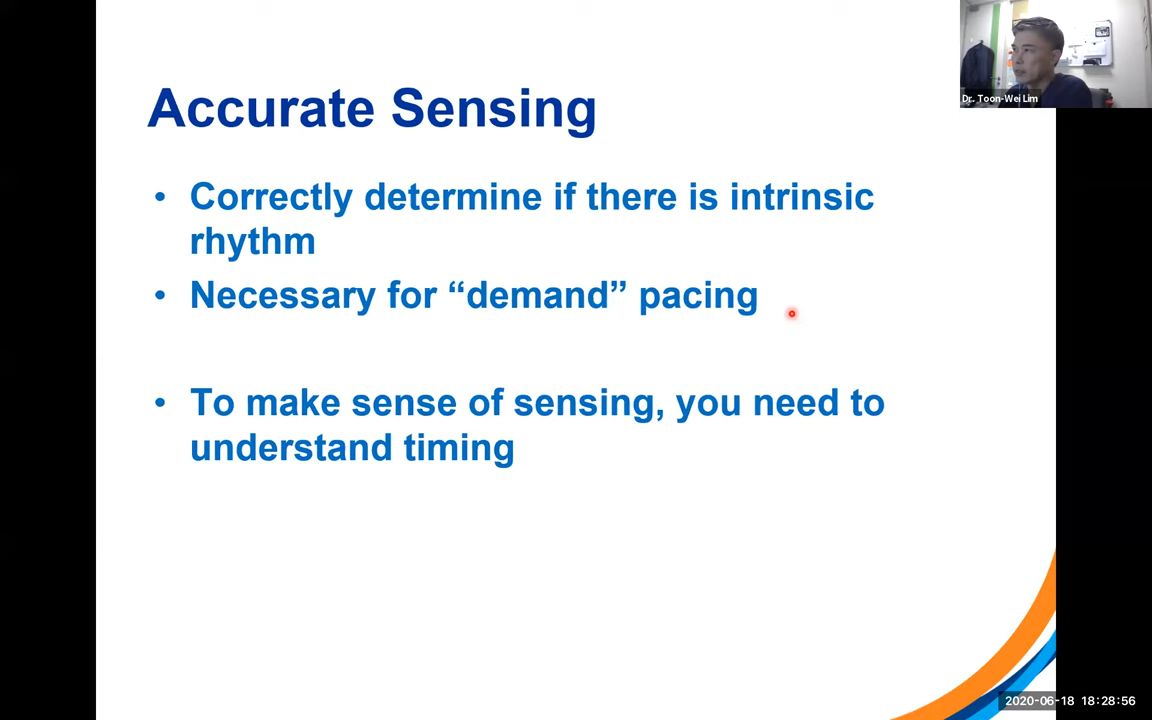 Accurate Sensing
• Correctly determine if there is intrinsic
rhythm
• Necessary for “demand” pacing
• To make sense of sensing, you need to
understand timing
Dr. Toon-Wei Lim
2020-06-18 18:28:56